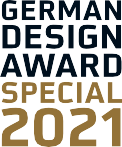 GERMAN
DESIGN
AWARD
SPECIAL
2021